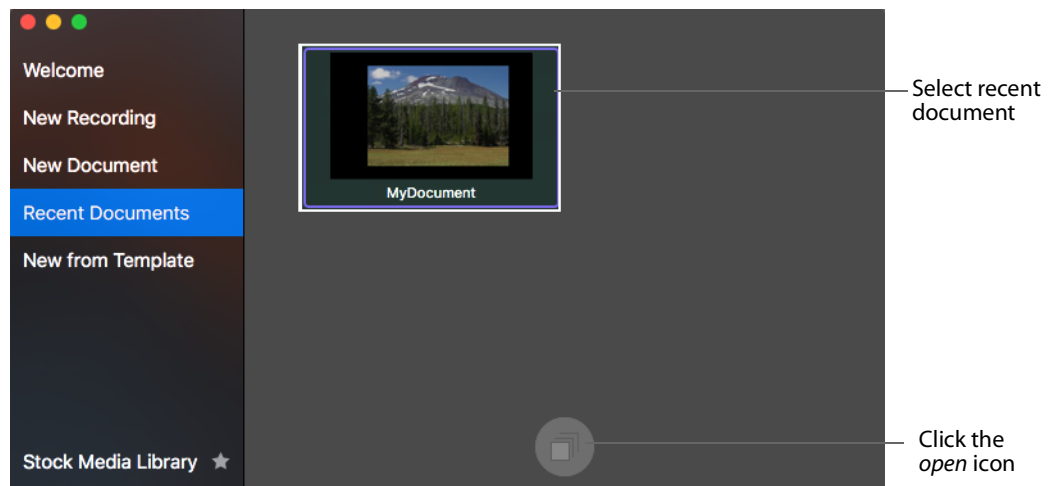 Welcome
New Recording
New Document
Recent Documents
New from Template
Stock Media Library
MyDocument
Select recent
document
Click the
open icon